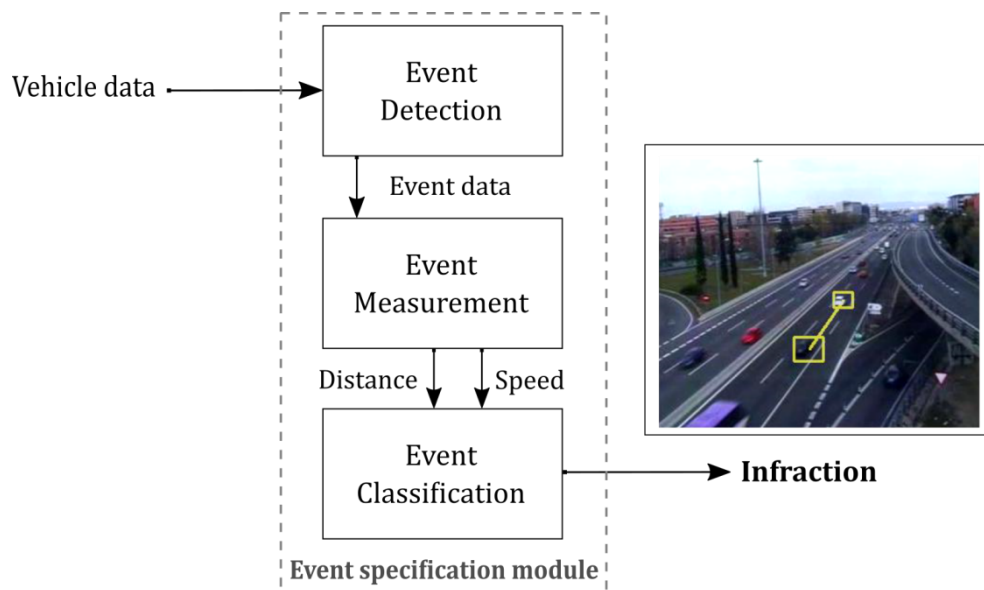 Vehicle data
Event
Detection
Event data
Event
Measurement
Distance
Speed
Event
Classification
Infraction
Event specification module